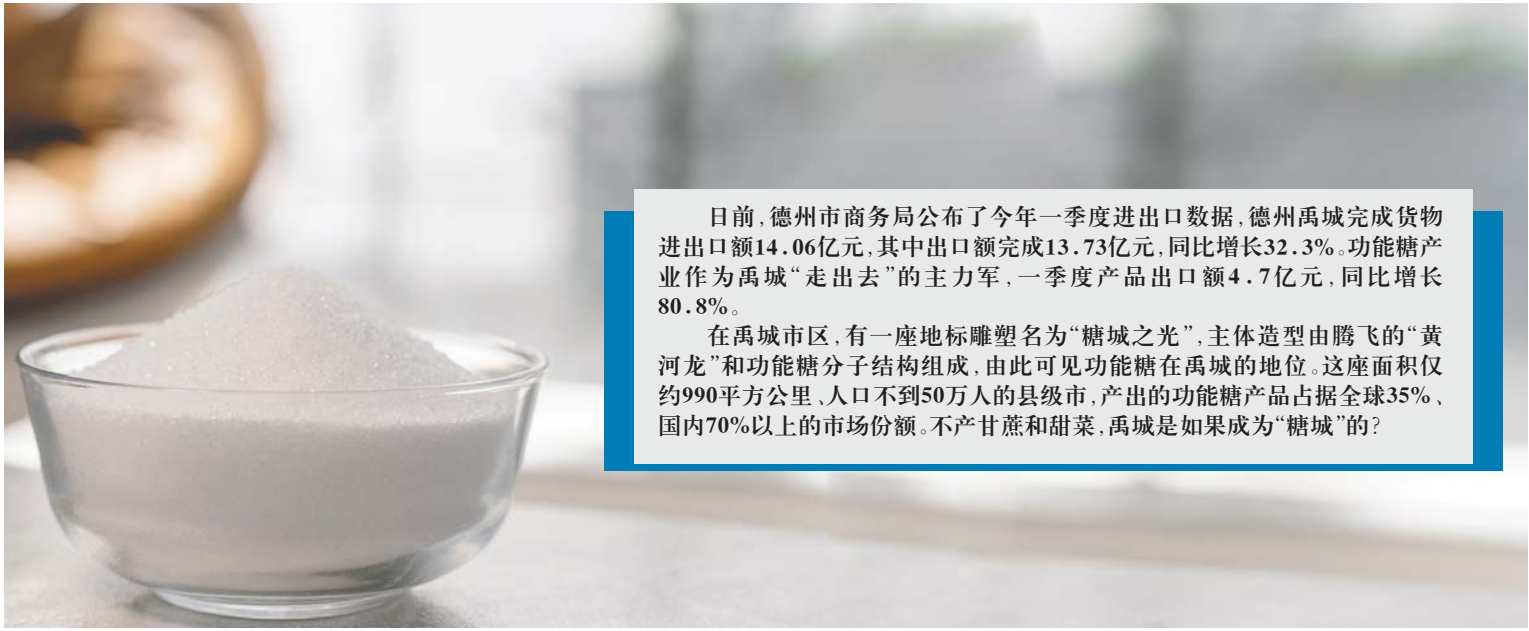 日前,德州市商务局公布了今年一季度进出口数据,德州禹城完成货物
进出口额14.06亿元,其中出口额完成13.73亿元,同比增长32.3%。功能糖产
业作为禹城“走出去”的主力军,一季度产品出口额4.7亿元,同比增长
80.8%。
在禹城市区,有一座地标雕塑名为“糖城之光”,主体造型由腾飞的“黄
河龙”和功能糖分子结构组成,由此可见功能糖在禹城的地位。这座面积仅
约990平方公里、人口不到50万人的县级市,产出的功能糖产品占据全球35%、
国内70%以上的市场份额。不产甘蔗和甜菜,禹城是如果成为“糖城”的?